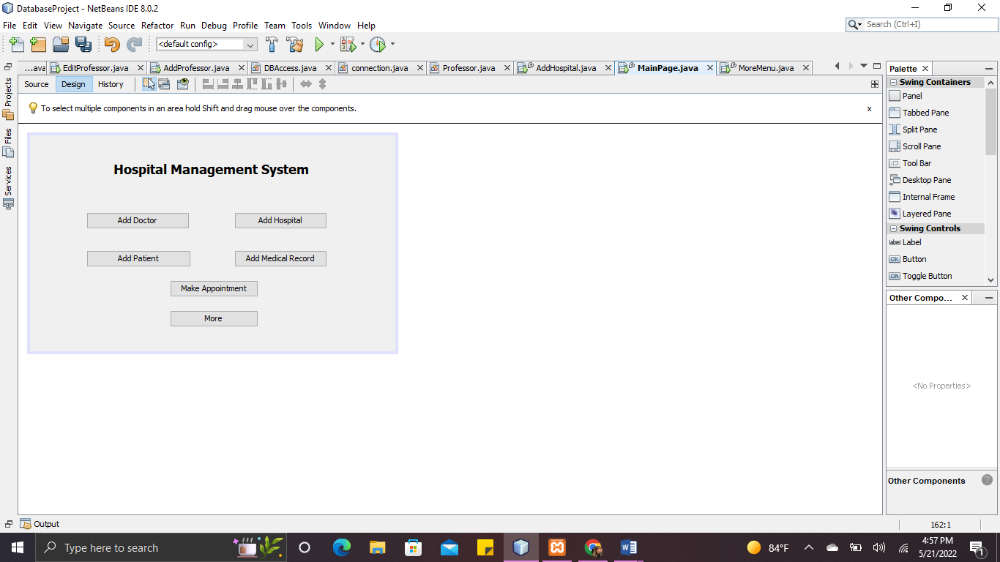 DatabaseProject - NetBeans IDE 8.0.2
File Edit View Navigate Source Refactor Run Debug Profile Team Tools Window Help
Search (Ctrl+I)
<default config>
...ava EditProfessor.java AddProfessor.java DBAccess.java connection.java Professor.java AddHospital.java MainPage.java MoreMenu.java
Source Design History
To select multiple components in an area hold Shift and drag mouse over the components. x
Projects
Files
Services
Hospital Management System
Add Doctor Add Hospital
Add Patient Add Medical Record
Make Appointment
More
Palette
Swing Containers
Panel
Tabbed Pane
Split Pane
Scroll Pane
Tool Bar
Desktop Pane
Internal Frame
Layered Pane
Swing Controls
label Label
OK Button
ON Toggle Button
Other Compo...
<No Properties>
Other Components
Output
162:1
Type here to search
84°F
4:57 PM
5/21/2022
1